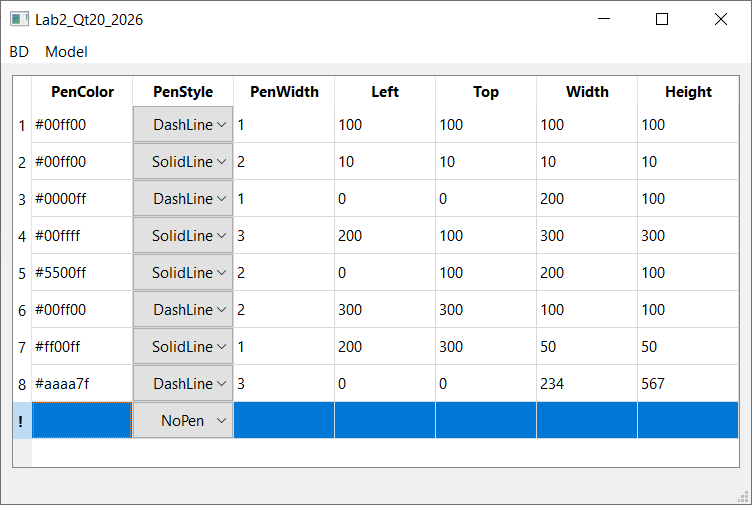 Lab2_Qt20_2026
BD Model
PenColor PenStyle PenWidth Left Top Width Height
1 #00ff00 DashLine 1 100 100 100 100
2 #00ff00 SolidLine 2 10 10 10 10
3 #0000ff DashLine 1 0 0 200 100
4 #00ffff SolidLine 3 200 100 300 300
5 #5500ff SolidLine 2 0 100 200 100
6 #00ff00 DashLine 2 300 300 100 100
7 #ff00ff SolidLine 1 200 300 50 50
8 #aaaa7f DashLine 3 0 0 234 567
! NoPen